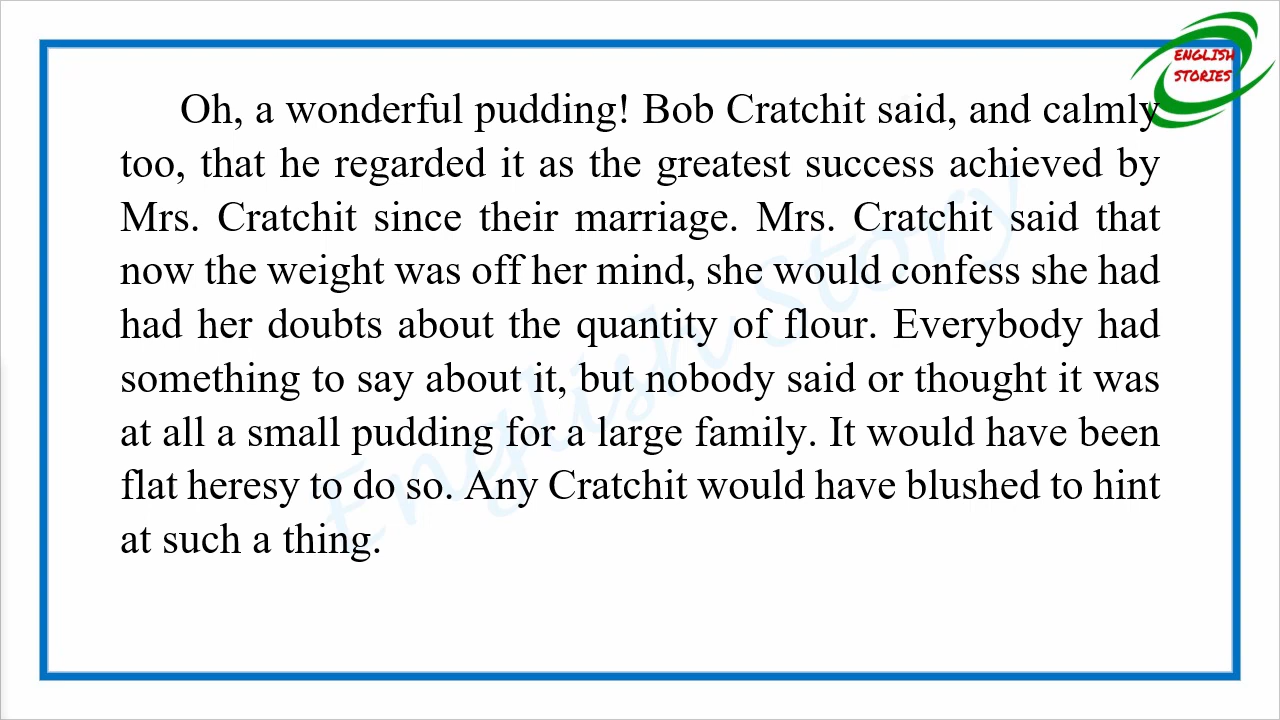 ENGLISH
STORIES
Oh, a wonderful pudding! Bob Cratchit said, and calmly
too, that he regarded it as the greatest success achieved by
Mrs. Cratchit since their marriage. Mrs. Cratchit said that
now the weight was off her mind, she would confess she had
had her doubts about the quantity of flour. Everybody had
something to say about it, but nobody said or thought it was
at all a small pudding for a large family. It would have been
flat heresy to do so. Any Cratchit would have blushed to hint
at such a thing.
English Story